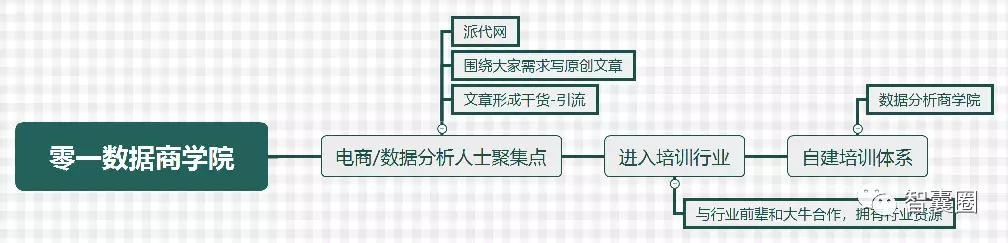 派代网
围绕大家需求写原创文章
文章形成干货-引流
数据分析商学院
零一数据商学院
电商/数据分析人士聚集点
进入培训行业
自建培训体系
与行业前辈和大牛合作，拥有行业资源
智囊圈